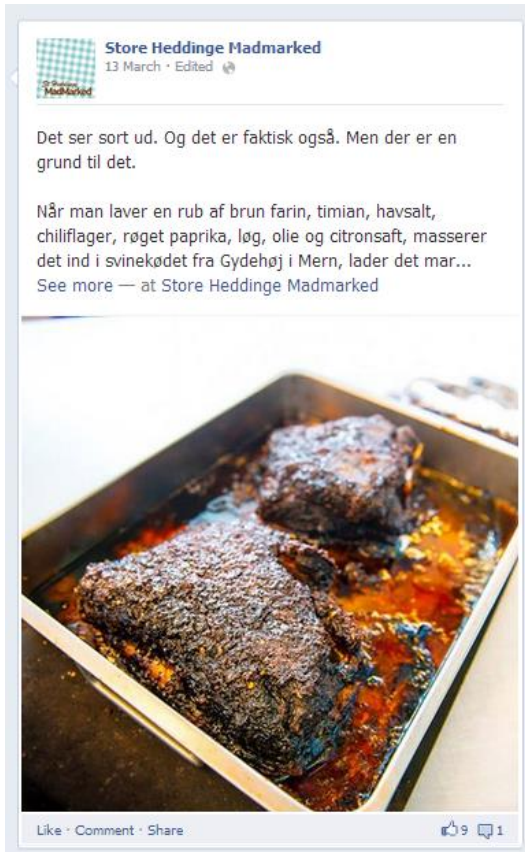 Store Heddinge Madmarked
13 March · Edited
St Heddinge
MadMarked
Det ser sort ud. Og det er faktisk også. Men der er en
grund til det.
Når man laver en rub af brun farin, timian, havsalt,
chiliflager, røget paprika, løg, olie og citronsaft, masserer
det ind i svinekødet fra Gydehøj i Mern, lader det mar...
See more — at Store Heddinge Madmarked
Like · Comment · Share
9 1